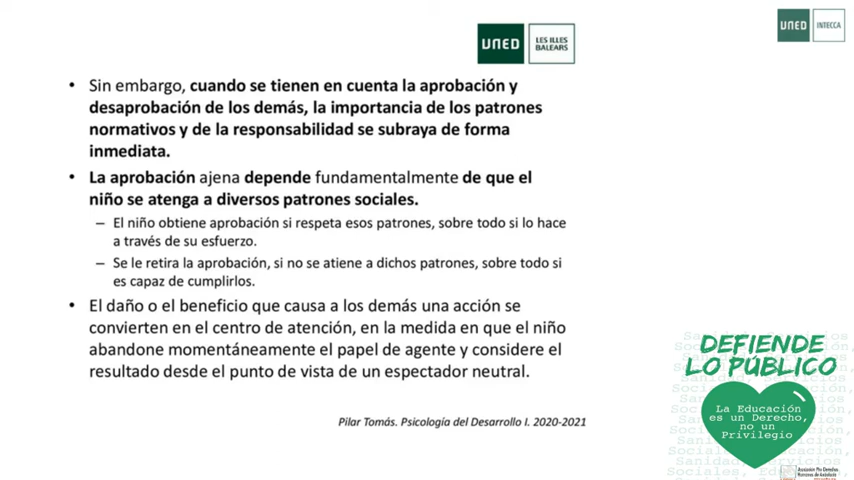 UNED
LES ILLES
BALEARS
UNED
INTECCA
• Sin embargo, cuando se tienen en cuenta la aprobación y
desaprobación de los demás, la importancia de los patrones
normativos y de la responsabilidad se subraya de forma
inmediata.
• La aprobación ajena depende fundamentalmente de que el
niño se atenga a diversos patrones sociales.
– El niño obtiene aprobación si respeta esos patrones, sobre todo si lo hace
a través de su esfuerzo.
– Se le retira la aprobación, si no se atiene a dichos patrones, sobre todo si
es capaz de cumplirlos.
• El daño o el beneficio que causa a los demás una acción se
convierten en el centro de atención, en la medida en que el niño
abandone momentáneamente el papel de agente y considere el
resultado desde el punto de vista de un espectador neutral.
Pilar Tomás. Psicología del Desarrollo I. 2020-2021
DEFIENDE
LO PÚBLICO
La Educación
es un Derecho,
no un
Privilegio